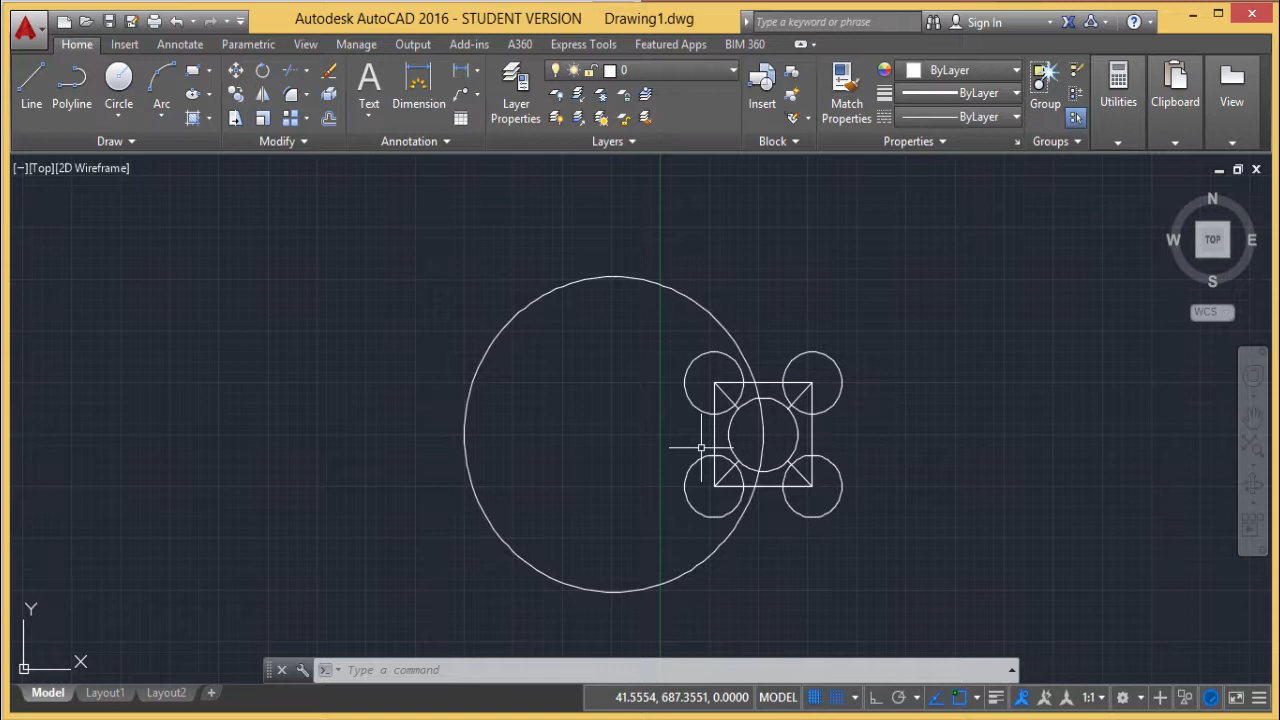 Autodesk AutoCAD 2016 - STUDENT VERSION Drawing1.dwg
Type a keyword or phrase
Sign In
Home Insert Annotate Parametric View Manage Output Add-ins A360 Express Tools Featured Apps BIM 360
0
ByLayer
ByLayer
ByLayer
Line Polyline Circle Arc
Text Dimension
Layer
Properties
Insert
Match
Properties
Group
Utilities
Clipboard
View
Draw Modify Annotation Layers Block Properties Groups
[−][Top][2D Wireframe]
N
W TOP E
S
WCS
Y
X
Type a command
Model Layout1 Layout2 +
41.5554, 687.3551, 0.0000 MODEL 1:1